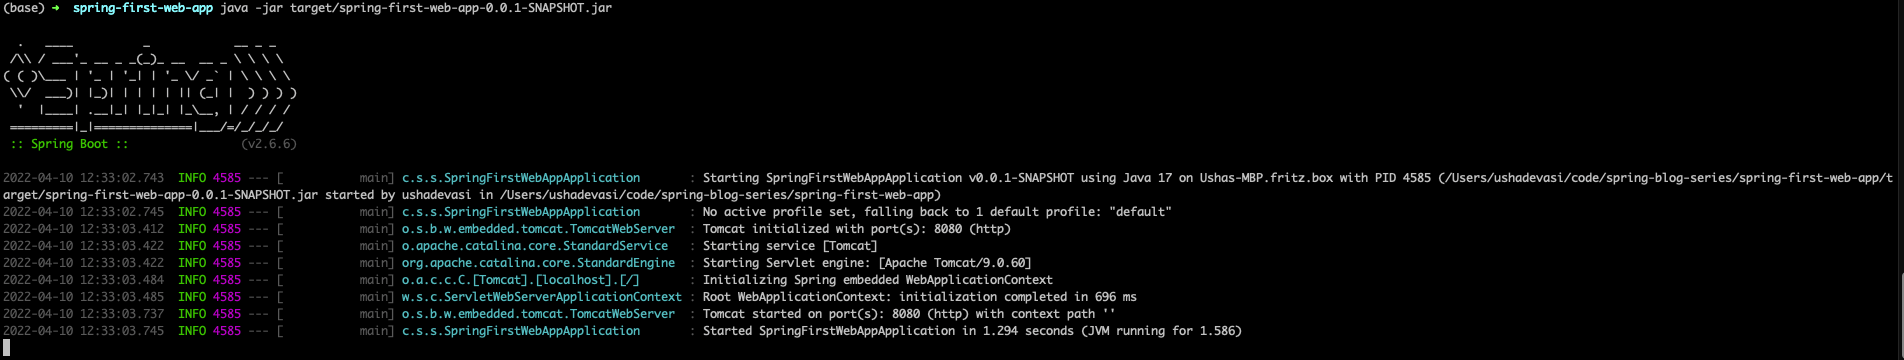 (base) ➜  spring-first-web-app java -jar target/spring-first-web-app-0.0.1-SNAPSHOT.jar

  .   ____          _            __ _ _
 /\\ / ___'_ __ _ _(_)_ __  __ _ \ \ \ \
( ( )\___ | '_ | '_| | '_ \/ _` | \ \ \ \
 \\/  ___)| |_)| | | | | || (_| |  ) ) ) )
  '  |____| .__|_| |_|_| |_\__, | / / / /
 =========|_|==============|___/=/_/_/_/
 :: Spring Boot ::                (v2.6.6)

2022-04-10 12:33:02.743  INFO 4585 --- [           main] c.s.s.SpringFirstWebAppApplication       : Starting SpringFirstWebAppApplication v0.0.1-SNAPSHOT using Java 17 on Ushas-MBP.fritz.box with PID 4585 (/Users/ushadevasi/code/spring-blog-series/spring-first-web-app/t
arget/spring-first-web-app-0.0.1-SNAPSHOT.jar started by ushadevasi in /Users/ushadevasi/code/spring-blog-series/spring-first-web-app)
2022-04-10 12:33:02.745  INFO 4585 --- [           main] c.s.s.SpringFirstWebAppApplication       : No active profile set, falling back to 1 default profile: "default"
2022-04-10 12:33:03.412  INFO 4585 --- [           main] o.s.b.w.embedded.tomcat.TomcatWebServer  : Tomcat initialized with port(s): 8080 (http)
2022-04-10 12:33:03.422  INFO 4585 --- [           main] o.apache.catalina.core.StandardService   : Starting service [Tomcat]
2022-04-10 12:33:03.422  INFO 4585 --- [           main] org.apache.catalina.core.StandardEngine  : Starting Servlet engine: [Apache Tomcat/9.0.60]
2022-04-10 12:33:03.484  INFO 4585 --- [           main] o.a.c.c.C.[Tomcat].[localhost].[/]       : Initializing Spring embedded WebApplicationContext
2022-04-10 12:33:03.485  INFO 4585 --- [           main] w.s.c.ServletWebServerApplicationContext : Root WebApplicationContext: initialization completed in 696 ms
2022-04-10 12:33:03.737  INFO 4585 --- [           main] o.s.b.w.embedded.tomcat.TomcatWebServer  : Tomcat started on port(s): 8080 (http) with context path ''
2022-04-10 12:33:03.745  INFO 4585 --- [           main] c.s.s.SpringFirstWebAppApplication       : Started SpringFirstWebAppApplication in 1.294 seconds (JVM running for 1.586)